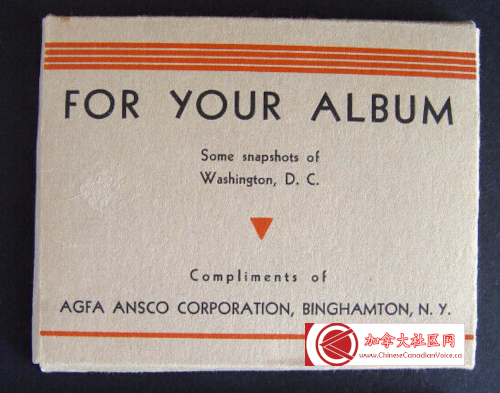 FOR YOUR ALBUM
Some snapshots of
Washington, D. C.
Compliments of
AGFA ANSCO CORPORATION, BINGHAMTON, N. Y.
加拿大社区网
www.ChineseCanadianVoice.ca